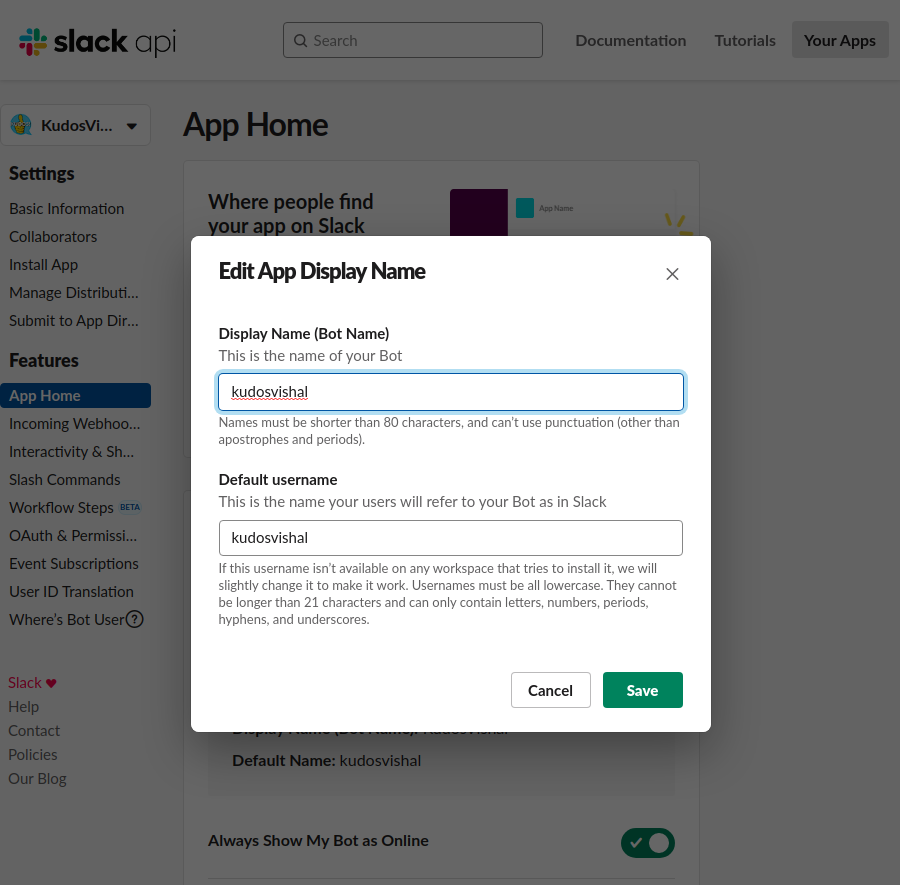 slack api
Search
Documentation
Tutorials
Your Apps
KudosVi...
App Home
Settings
Basic Information
Collaborators
Install App
Manage Distributi...
Submit to App Dir...
Features
App Home
Incoming Webhoo...
Interactivity & Sh...
Slash Commands
Workflow Steps BETA
OAuth & Permissi...
Event Subscriptions
User ID Translation
Where's Bot User ?
Slack ♥
Help
Contact
Policies
Our Blog
Where people find
your app on Slack
App Name
Edit App Display Name
Display Name (Bot Name)
This is the name of your Bot
kudosvishal
Names must be shorter than 80 characters, and can't use punctuation (other than
apostrophes and periods).
Default username
This is the name your users will refer to your Bot as in Slack
kudosvishal
If this username isn't available on any workspace that tries to install it, we will
slightly change it to make it work. Usernames must be all lowercase. They cannot
be longer than 21 characters and can only contain letters, numbers, periods,
hyphens, and underscores.
Cancel
Save
Display Name (Bot Name): KudosVishal
Default Name: kudosvishal
Always Show My Bot as Online